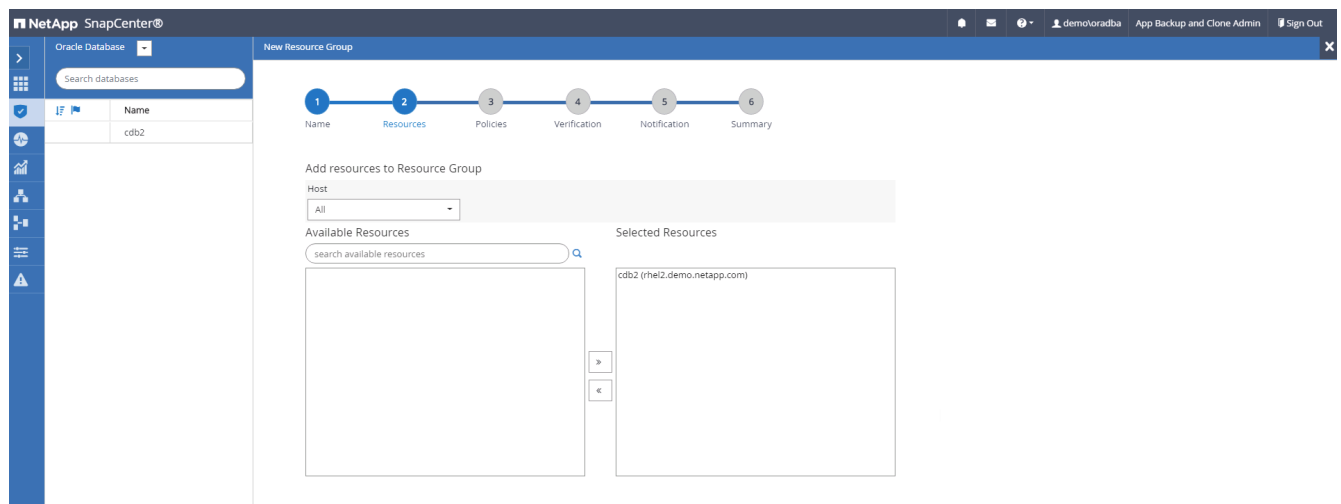 NetApp SnapCenter®
demo\oradba App Backup and Clone Admin Sign Out
Oracle Database
New Resource Group
Search databases
Name
cdb2
1 2 3 4 5 6
Name Resources Policies Verification Notification Summary
Add resources to Resource Group
Host
All
Available Resources
Selected Resources
search available resources
cdb2 (rhel2.demo.netapp.com)